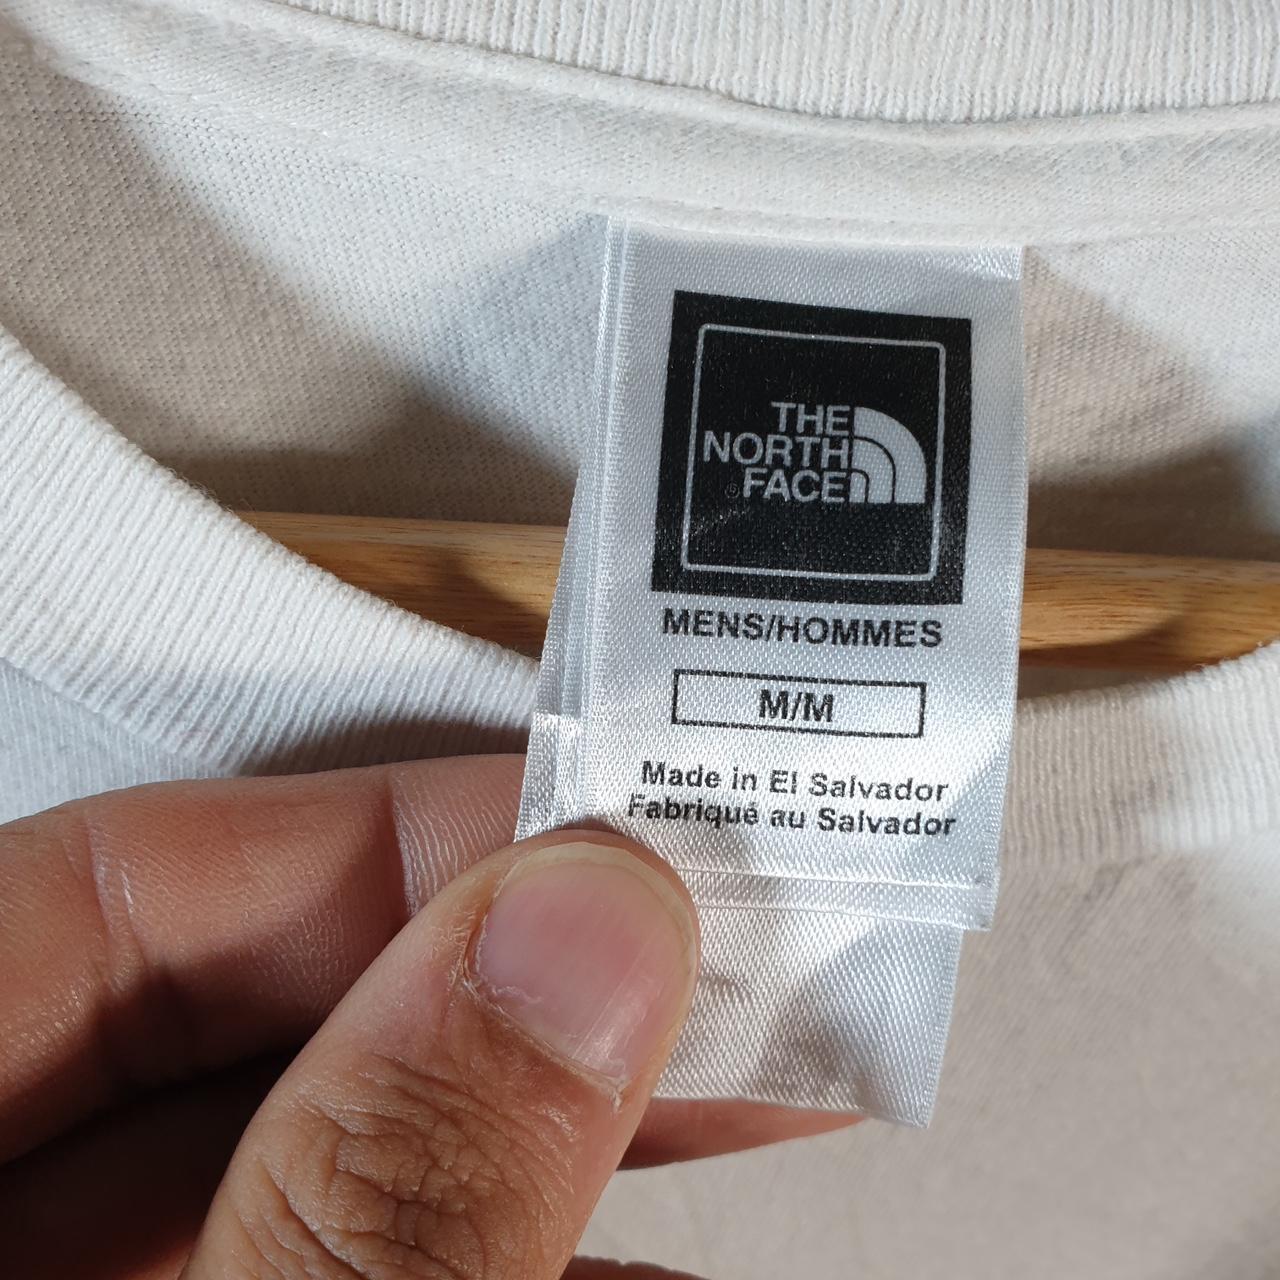 THE
NORTH
FACE
MENS/HOMMES
M/M
Made in El Salvador
Fabriqué au Salvador